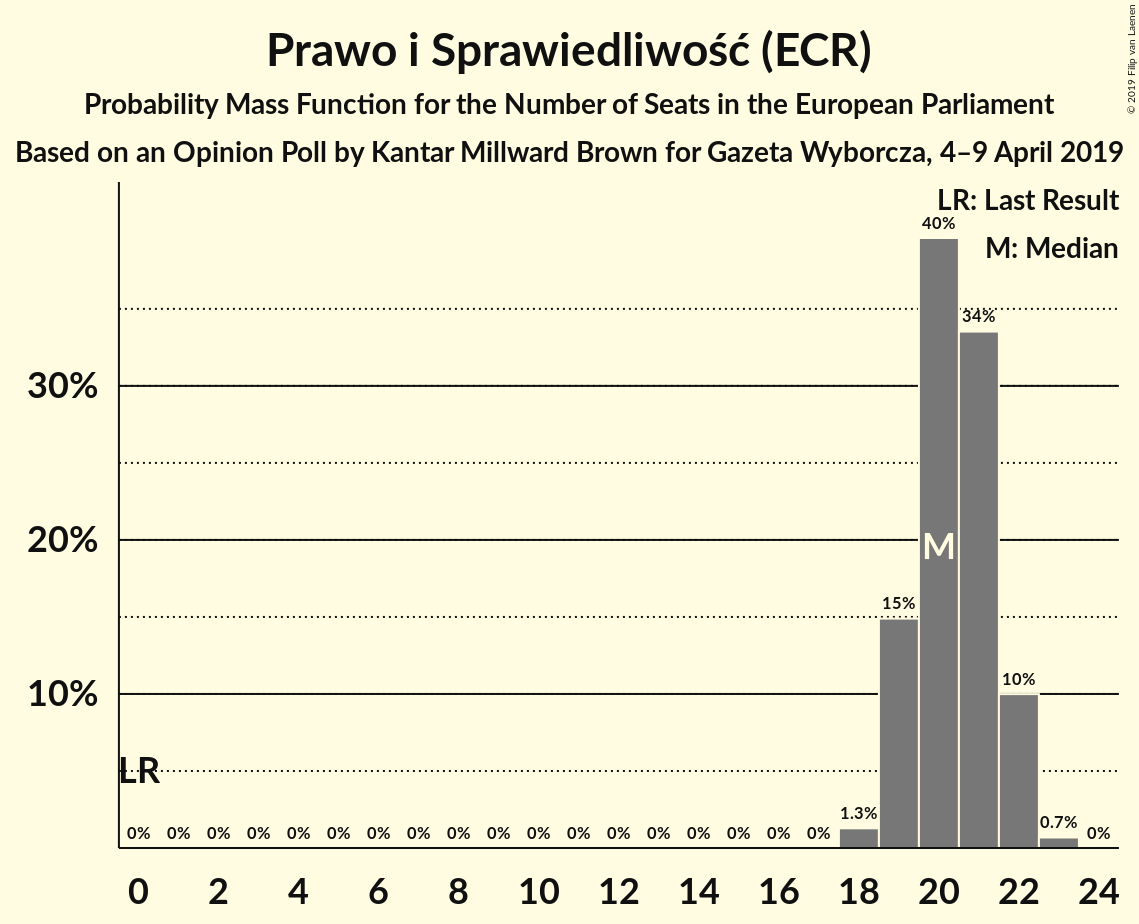 Prawo i Sprawiedliwość (ECR)
Probability Mass Function for the Number of Seats in the European Parliament
Based on an Opinion Poll by Kantar Millward Brown for Gazeta Wyborcza, 4–9 April 2019
© 2019 Filip van Laenen
LR: Last Result
M: Median
40%
34%
30%
20%
M
15%
10%
10%
LR
0% 0% 0% 0% 0% 0% 0% 0% 0% 0% 0% 0% 0% 0% 0% 0% 0% 0% 1.3% 0.7% 0%
0 2 4 6 8 10 12 14 16 18 20 22 24